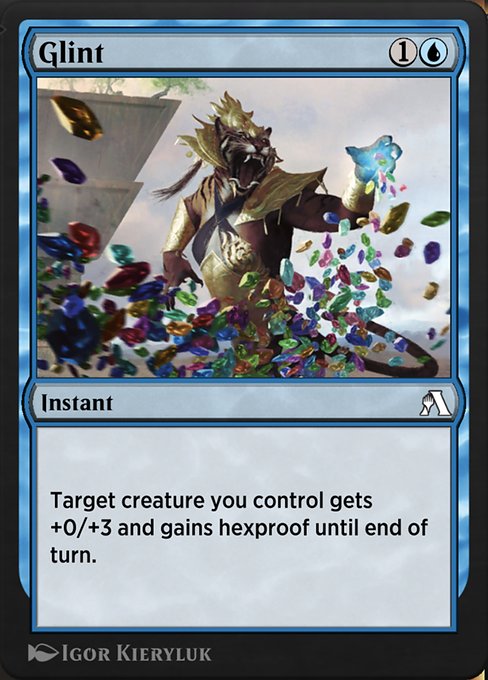 Glint 1
Instant
Target creature you control gets
+0/+3 and gains hexproof until end of
turn.
Igor Kieryluk